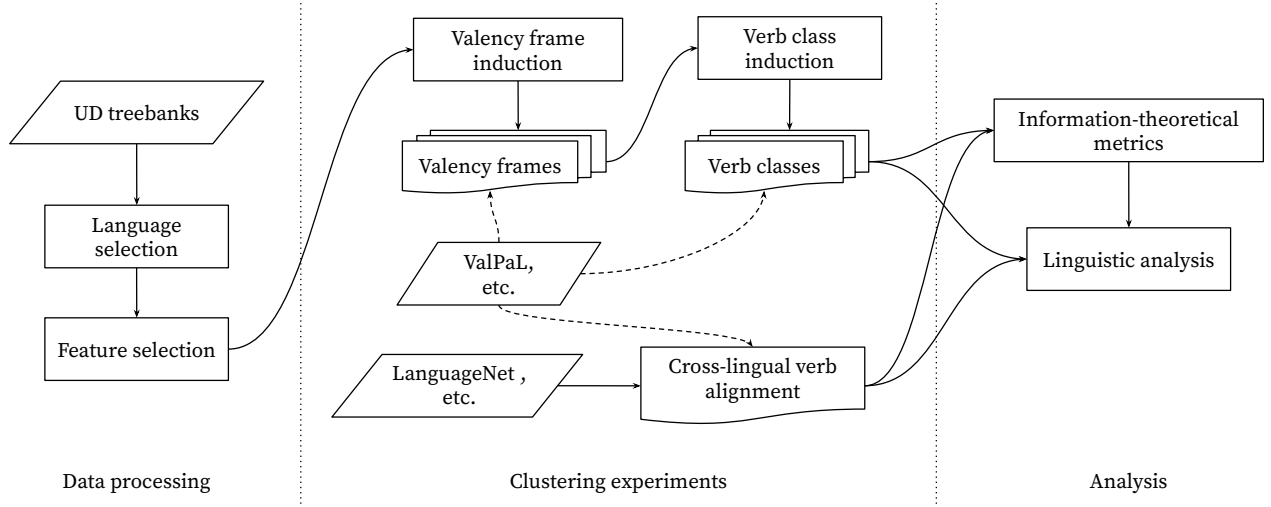 UD treebanks
Language
selection
Feature selection
Data processing
Valency frame
induction
Valency frames
Verb class
induction
Verb classes
ValPaL,
etc.
LanguageNet ,
etc.
Cross-lingual verb
alignment
Clustering experiments
Information-theoretical
metrics
Linguistic analysis
Analysis